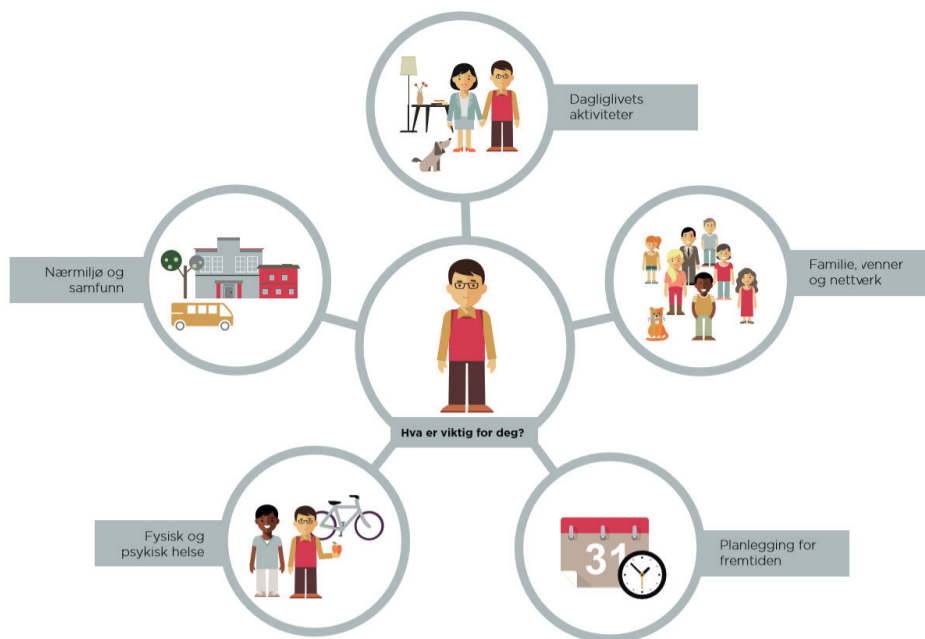 Dagliglivets
aktiviteter
Nærmiljø og
samfunn
Familie, venner
og nettverk
Hva er viktig for deg?
Fysisk og
psykisk helse
31
Planlegging for
fremtiden